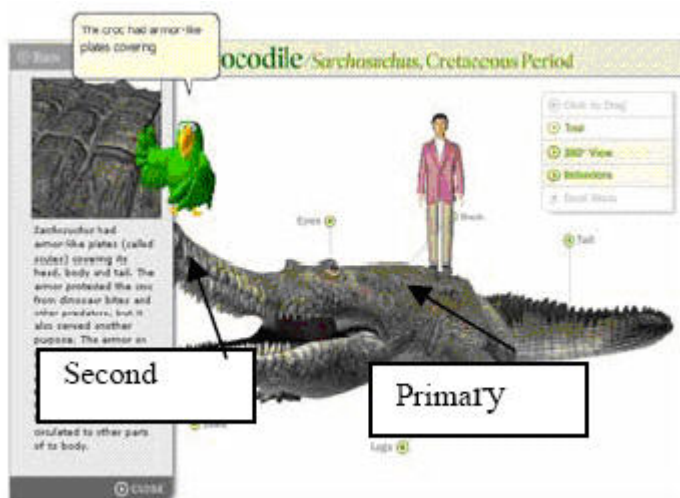 The croc had armor-like
plates covering
ocodile / Sarchosuchus, Cretaceous Period
Click to Drag
Tour
360° View
Behaviors
Eyes
Tail
Sarchosuchus had
armor-like plates (called
scutes) covering its
head, body and tail. The
armor protected the croc
from dinosaur bites and
other predators, but it
also served another
purpose. The armor on
Second
Primary
circulated to other parts
of to body.
Legs
CLOSE